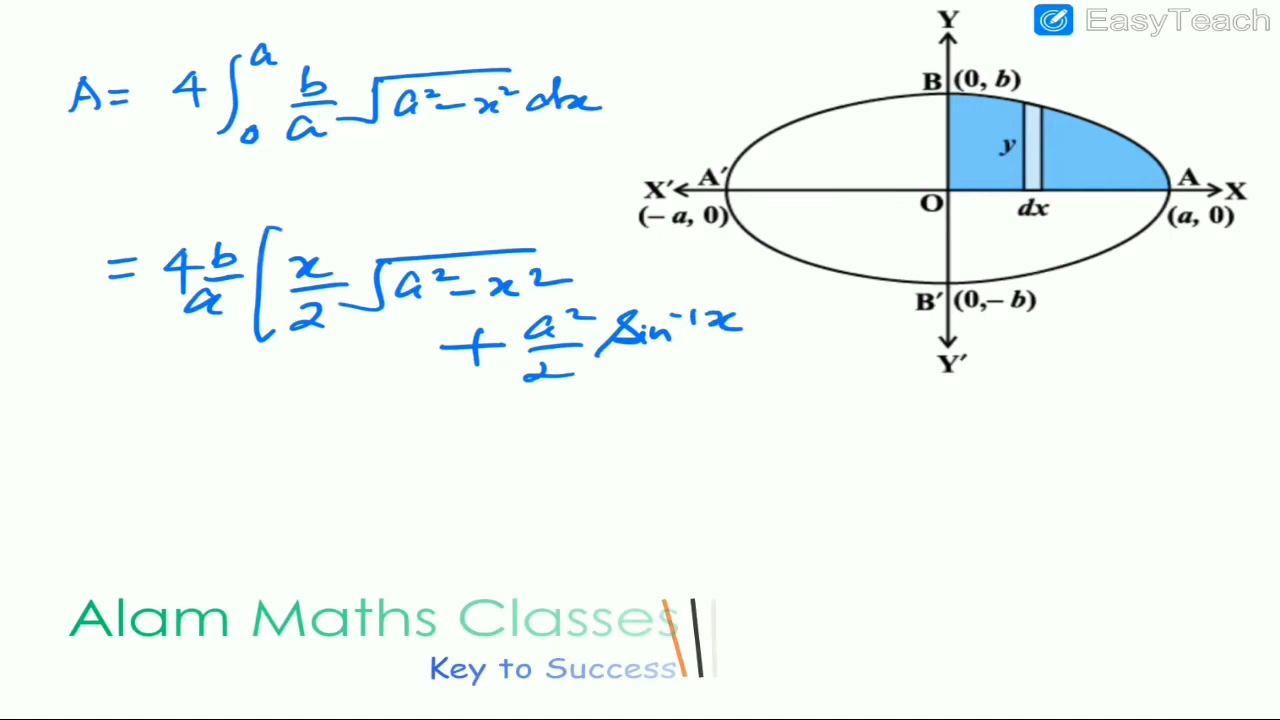 EasyTeach
A = 4 ∫₀ᵃ b/a √(a² − x²) dx
= 4 b/a [ x/2 √(a² − x²)
+ a²/2 sin⁻¹ x
Y
B (0, b)
y
X′ A′ O dx A X
(– a, 0) (a, 0)
B′ (0,– b)
Y′
Alam Maths Classes
Key to Success